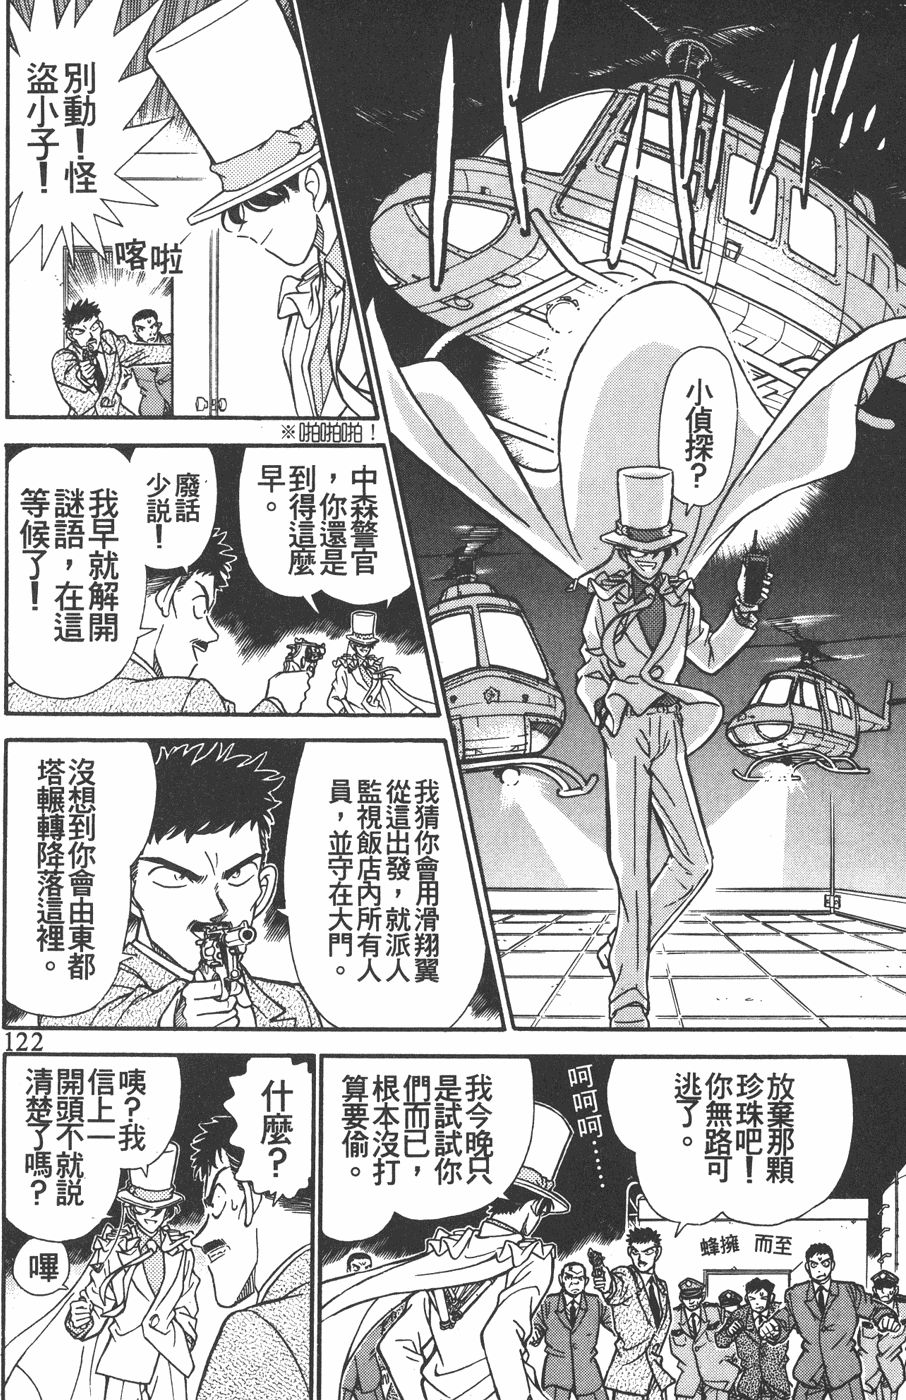 小偵探?
別動!怪
盜小子!
喀啦
※啪啪啪!
中森警官
,你還是
到得這麼
早。
廢話
少説!
我早就解開
謎語,在這
等候了!
我猜你會用滑翔翼
從這出發,就派人
監視飯店內所有人
員,並守在大門。
沒想到你會由東都
塔輾轉降落這裡。
122
放棄那顆
珍珠吧!
你無路可
逃了。
蜂擁 而至
呵呵呵……
我今晚只
是試試你
們而已,
根本沒打
算要偷。
什麼?
咦?我
信上一
開頭不就説
清楚了嗎?
嗶